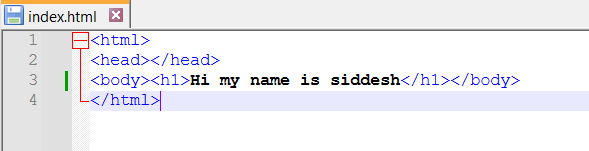 index.html
1 <html>
2 <head></head>
3 <body><h1>Hi my name is siddesh</h1></body>
4 </html>